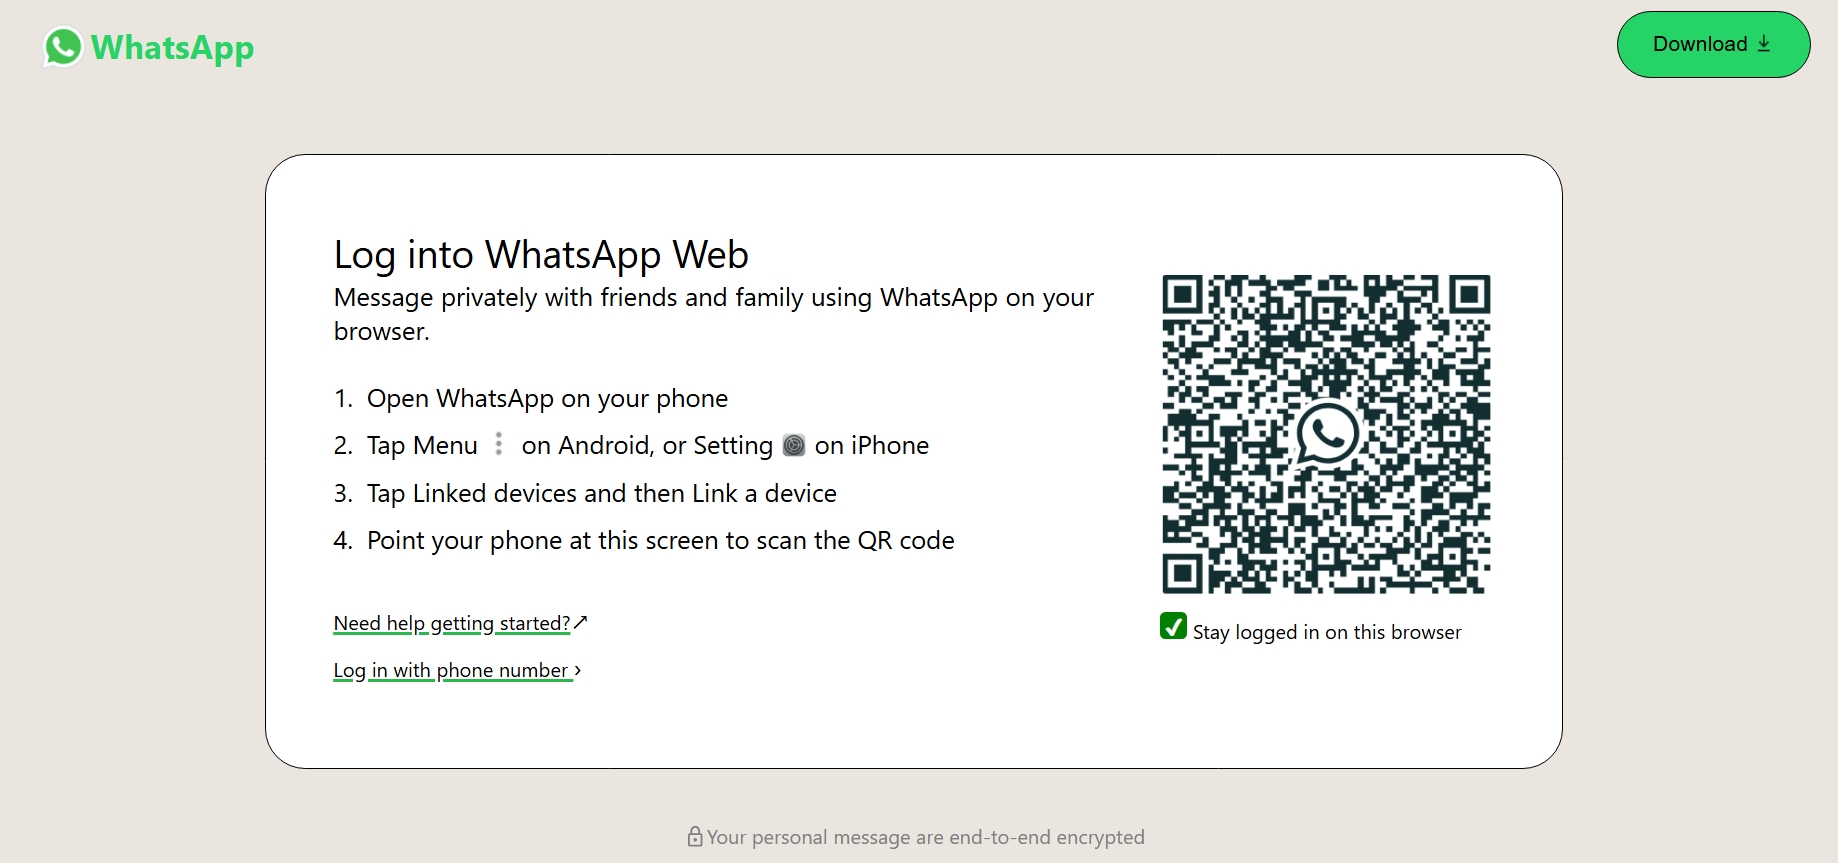 WhatsApp
Download
Log into WhatsApp Web
Message privately with friends and family using WhatsApp on your
browser.
1. Open WhatsApp on your phone
2. Tap Menu on Android, or Setting on iPhone
3. Tap Linked devices and then Link a device
4. Point your phone at this screen to scan the QR code
Need help getting started?↗
Log in with phone number ›
Stay logged in on this browser
Your personal message are end-to-end encrypted